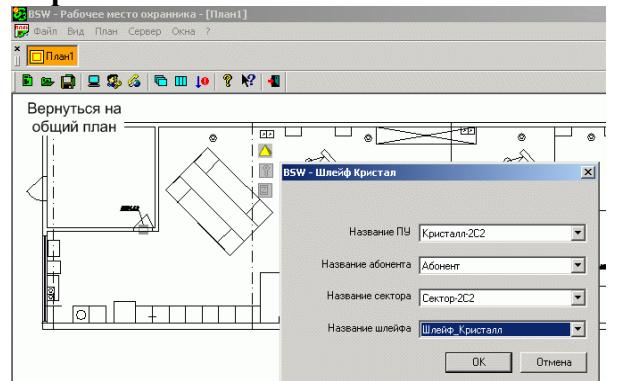 BSW - Рабочее место охранника - [План1]
Файл Вид План Сервер Окна ?
План1
Вернуться на
общий план
BSW - Шлейф Кристал
Название ПУ Кристалл-2С2
Название абонента Абонент
Название сектора Сектор-2С2
Название шлейфа Шлейф_Кристалл
OK Отмена